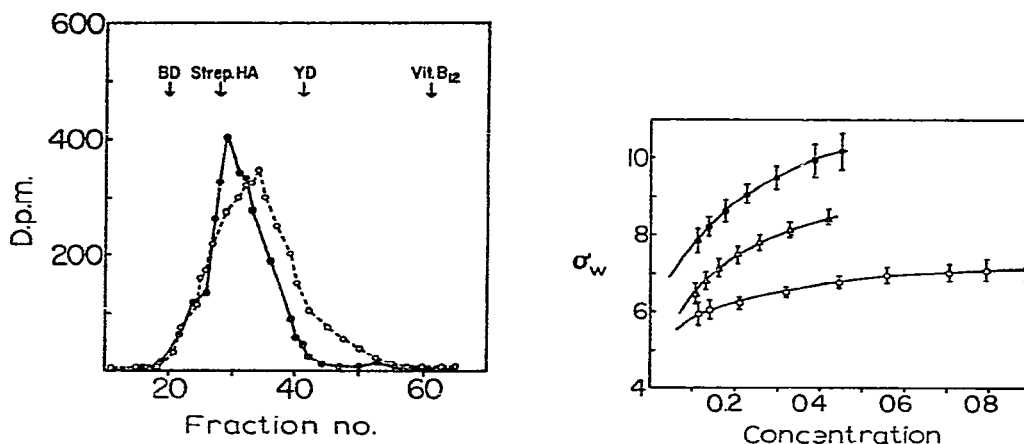 600
400
200
D.p.m.
BD Strep.HA YD Vit.B12
20 40 60
Fraction no.
10
8
6
4
σw
0.2 04 06 08
Concentration